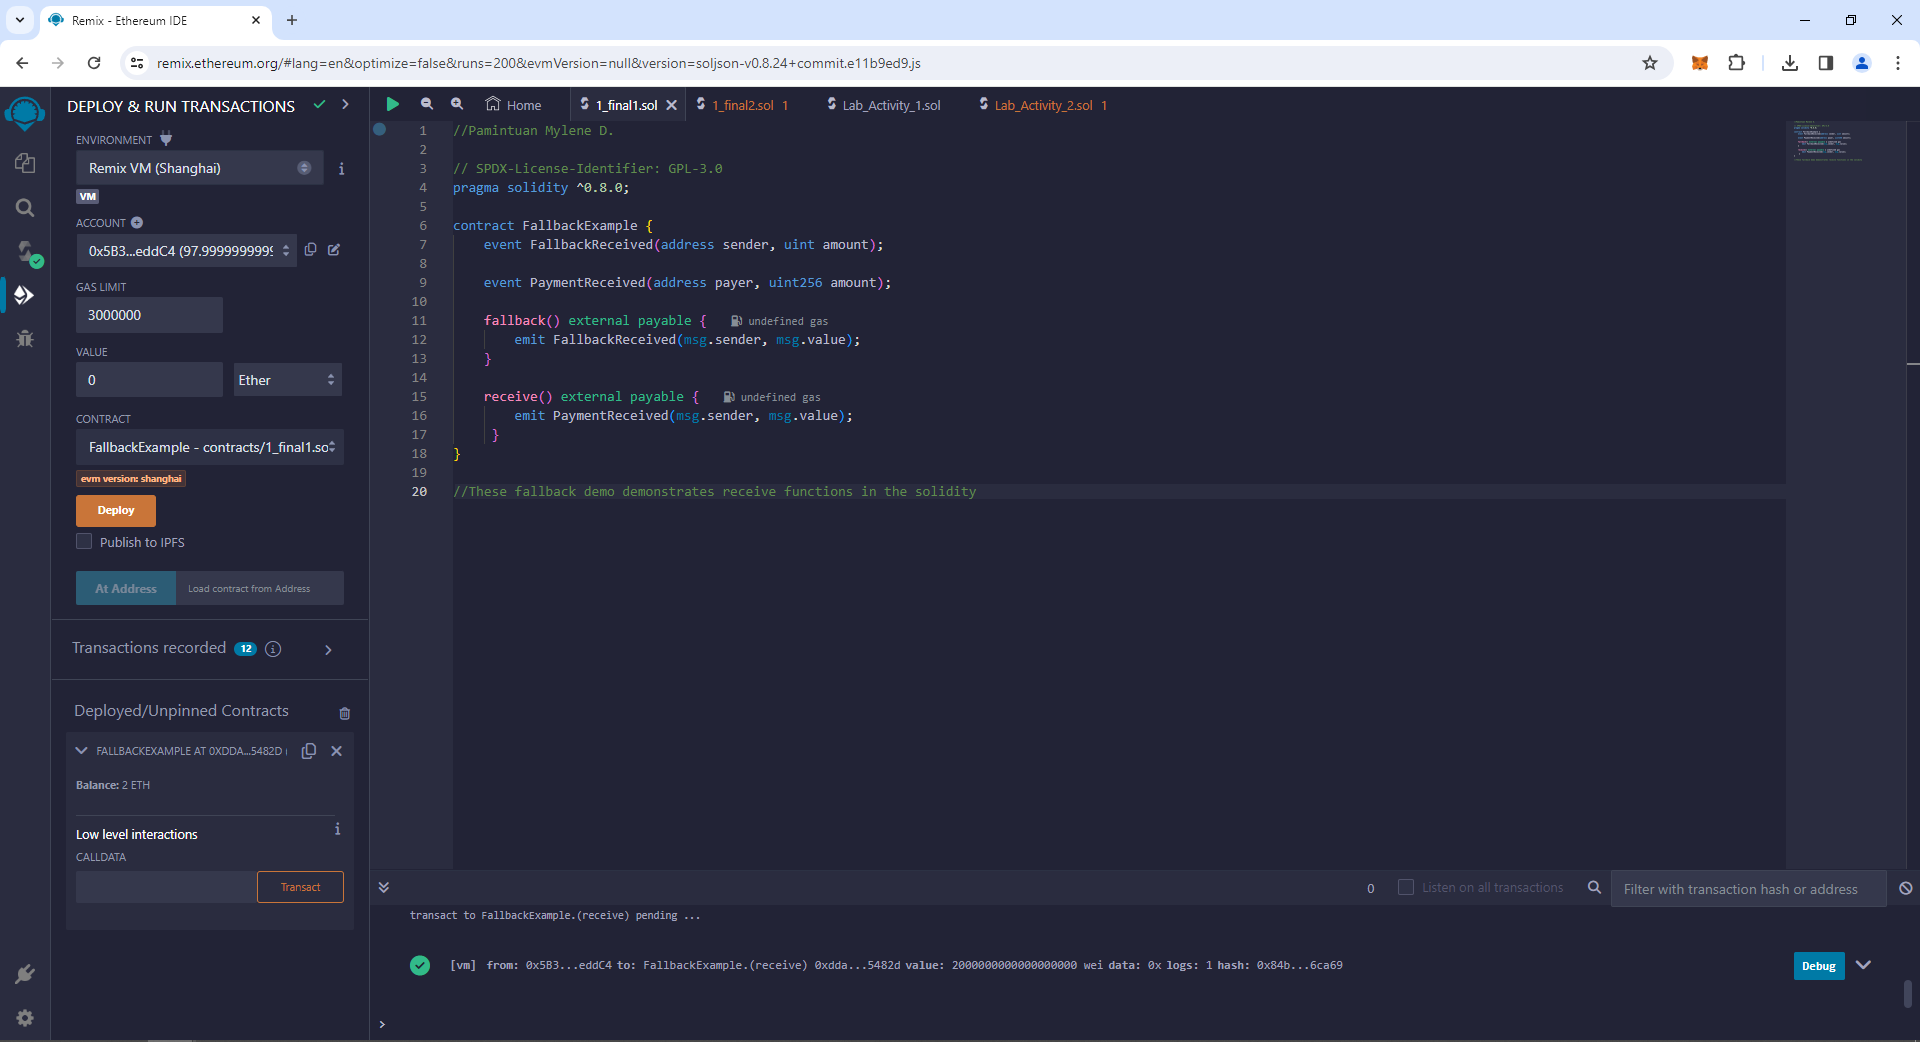 Remix - Ethereum IDE
remix.ethereum.org/#lang=en&optimize=false&runs=200&evmVersion=null&version=soljson-v0.8.24+commit.e11b9ed9.js
DEPLOY & RUN TRANSACTIONS
ENVIRONMENT
Remix VM (Shanghai)
VM
ACCOUNT
0x5B3...eddC4 (97.9999999999
GAS LIMIT
3000000
VALUE
0
Ether
CONTRACT
FallbackExample - contracts/1_final1.so
evm version: shanghai
Deploy
Publish to IPFS
At Address
Load contract from Address
Transactions recorded 12
Deployed/Unpinned Contracts
FALLBACKEXAMPLE AT 0XDDA...5482D (
Balance: 2 ETH
Low level interactions
CALLDATA
Transact
Home
1_final1.sol
1_final2.sol 1
Lab_Activity_1.sol
Lab_Activity_2.sol 1
1 //Pamintuan Mylene D.
2
3 // SPDX-License-Identifier: GPL-3.0
4 pragma solidity ^0.8.0;
5
6 contract FallbackExample {
7 event FallbackReceived(address sender, uint amount);
8
9 event PaymentReceived(address payer, uint256 amount);
10
11 fallback() external payable { undefined gas
12 emit FallbackReceived(msg.sender, msg.value);
13 }
14
15 receive() external payable { undefined gas
16 emit PaymentReceived(msg.sender, msg.value);
17 }
18 }
19
20 //These fallback demo demonstrates receive functions in the solidity
0
Listen on all transactions
Filter with transaction hash or address
transact to FallbackExample.(receive) pending ...
[vm] from: 0x5B3...eddC4 to: FallbackExample.(receive) 0xdda...5482d value: 2000000000000000000 wei data: 0x logs: 1 hash: 0x84b...6ca69
Debug
>